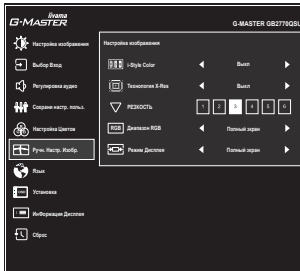 iiyama
G-MASTER
G-MASTER GB2770QSU
Настройка изображения
Выбор Вход
Регулировка аудио
Сохрани настр. польз.
Настройка Цветов
Ручн. Настр. Изобр.
Язык
Установка
Информация Дисплея
Сброс
Настройка изображения
i-Style Color
Выкл
Технология X-Res
Выкл
РЕЗКОСТЬ
1 2 3 4 5 6
RGB Диапазон RGB
Полный экран
Режим Дисплея
Полный экран